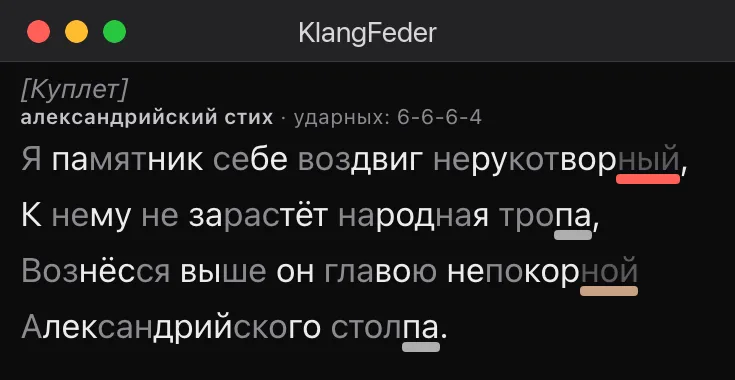 KlangFeder
[Куплет]
александрийский стих · ударных: 6-6-6-4
Я памятник себе воздвиг нерукотворный,
К нему не зарастёт народная тропа,
Вознёсся выше он главою непокорной
Александрийского столпа.